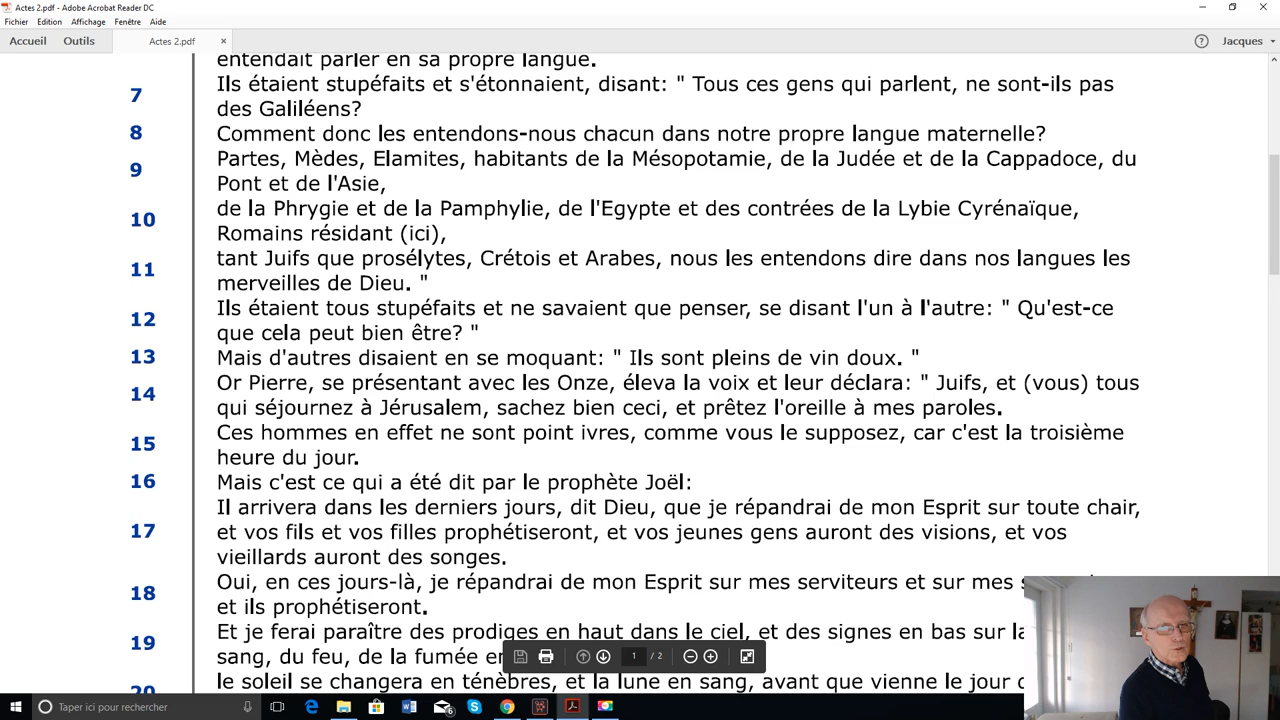 Actes 2.pdf - Adobe Acrobat Reader DC
Fichier Edition Affichage Fenêtre Aide
Accueil Outils Actes 2.pdf × Jacques
entendait parler en sa propre langue.
7 Ils étaient stupéfaits et s'étonnaient, disant: " Tous ces gens qui parlent, ne sont-ils pas
des Galiléens?
8 Comment donc les entendons-nous chacun dans notre propre langue maternelle?
9 Partes, Mèdes, Elamites, habitants de la Mésopotamie, de la Judée et de la Cappadoce, du
Pont et de l'Asie,
10 de la Phrygie et de la Pamphylie, de l'Egypte et des contrées de la Lybie Cyrénaïque,
Romains résidant (ici),
11 tant Juifs que prosélytes, Crétois et Arabes, nous les entendons dire dans nos langues les
merveilles de Dieu. "
12 Ils étaient tous stupéfaits et ne savaient que penser, se disant l'un à l'autre: " Qu'est-ce
que cela peut bien être? "
13 Mais d'autres disaient en se moquant: " Ils sont pleins de vin doux. "
14 Or Pierre, se présentant avec les Onze, éleva la voix et leur déclara: " Juifs, et (vous) tous
qui séjournez à Jérusalem, sachez bien ceci, et prêtez l'oreille à mes paroles.
15 Ces hommes en effet ne sont point ivres, comme vous le supposez, car c'est la troisième
heure du jour.
16 Mais c'est ce qui a été dit par le prophète Joël:
17 Il arrivera dans les derniers jours, dit Dieu, que je répandrai de mon Esprit sur toute chair,
et vos fils et vos filles prophétiseront, et vos jeunes gens auront des visions, et vos
vieillards auront des songes.
18 Oui, en ces jours-là, je répandrai de mon Esprit sur mes serviteurs et sur mes
et ils prophétiseront.
19 Et je ferai paraître des prodiges en haut dans le ciel, et des signes en bas sur la
sang, du feu, de la fumée
1 / 2
20 le soleil se changera en ténèbres, et la lune en sang, avant que vienne le jour
Taper ici pour rechercher